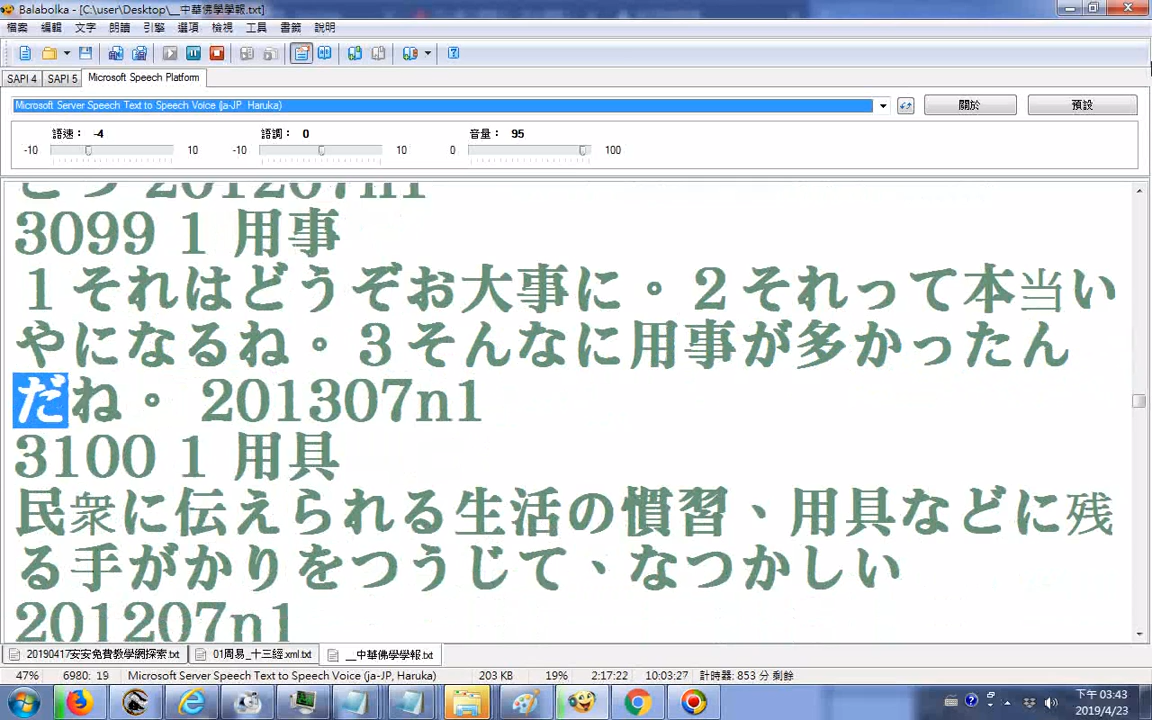 Balabolka - [C:\user\Desktop\__中華佛學學報.txt]
檔案 編輯 文字 朗讀 引擎 選項 檢視 工具 書籤 說明
SAPI 4 SAPI 5 Microsoft Speech Platform
Microsoft Server Speech Text to Speech Voice (ja-JP, Haruka) 關於 預設
語速： -4 語調： 0 音量： 95
-10 10 -10 10 0 100
どう 201207n1
3099 1 用事
１それはどうぞお大事に。２それって本当い
やになるね。３そんなに用事が多かったん
だね。 201307n1
3100 1 用具
民衆に伝えられる生活の慣習、用具などに残
る手がかりをつうじて、なつかしい
201207n1
20190417安安免費教學網探索.txt 01周易_十三經.xml.txt __中華佛學學報.txt
47% 6980: 19 Microsoft Server Speech Text to Speech Voice (ja-JP, Haruka) 203 KB 19% 2:17:22 10:03:27 計時器: 853 分 剩餘
下午 03:43
2019/4/23